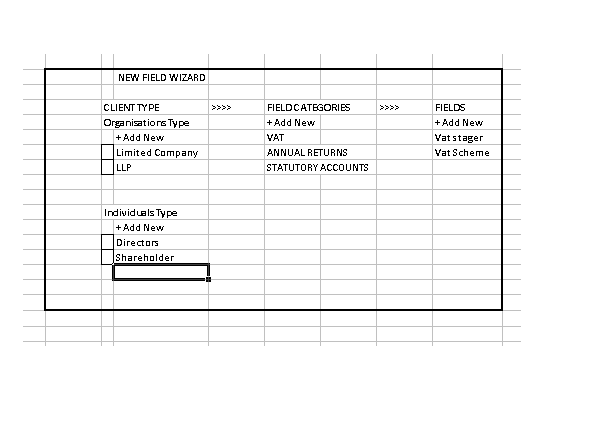 NEW FIELD WIZARD
CLIENT TYPE >>>> FIELD CATEGORIES >>>> FIELDS
Organisations Type + Add New + Add New
+ Add New VAT Vat stager
Limited Company ANNUAL RETURNS Vat Scheme
LLP STATUTORY ACCOUNTS
Individuals Type
+ Add New
Directors
Shareholder